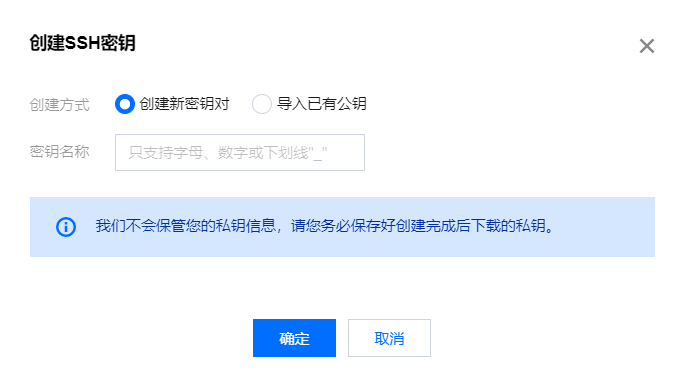 创建SSH密钥
创建方式 创建新密钥对 导入已有公钥
密钥名称 只支持字母、数字或下划线"_"
我们不会保管您的私钥信息，请您务必保存好创建完成后下载的私钥。
确定 取消